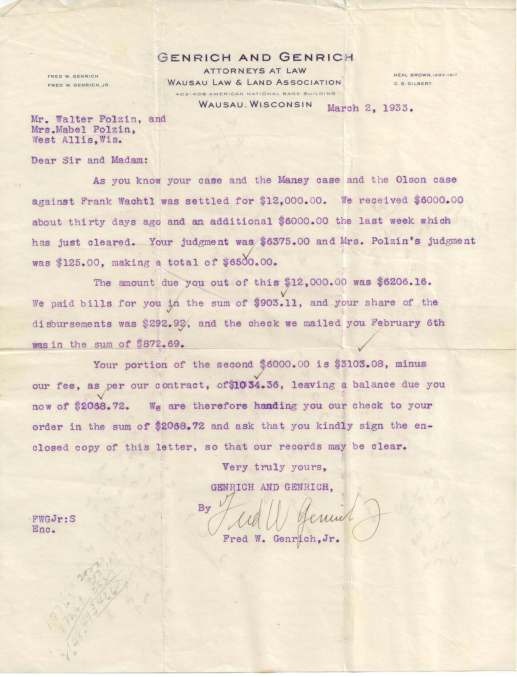 GENRICH AND GENRICH
ATTORNEYS AT LAW
WAUSAU LAW & LAND ASSOCIATION
402-408 AMERICAN NATIONAL BANK BUILDING
WAUSAU, WISCONSIN
FRED W. GENRICH
FRED W. GENRICH, JR.
NEAL BROWN, 1880-1917
C. B. GILBERT
March 2, 1933.
Mr. Walter Polzin, and
Mrs.Mabel Polzin,
West Allis,Wis.
Dear Sir and Madam:
As you know your case and the Maney case and the Olson case
against Frank Wachtl was settled for $12,000.00. We received $6000.00
about thirty days ago and an additional $6000.00 the last week which
has just cleared. Your judgment was $6375.00 and Mrs. Polzin's judgment
was $125.00, making a total of $6500.00.
The amount due you out of this $12,000.00 was $6206.16.
We paid bills for you in the sum of $903.11, and your share of the
disbursements was $292.92, and the check we mailed you February 6th
was in the sum of $872.69.
Your portion of the second $6000.00 is $3103.08, minus
our fee, as per our contract, of $1034.36, leaving a balance due you
now of $2068.72. We are therefore handing you our check to your
order in the sum of $2068.72 and ask that you kindly sign the en-
closed copy of this letter, so that our records may be clear.
Very truly yours,
GENRICH AND GENRICH,
By Fred W Genrich Jr
Fred W. Genrich,Jr.
FWGJr:S
Enc.